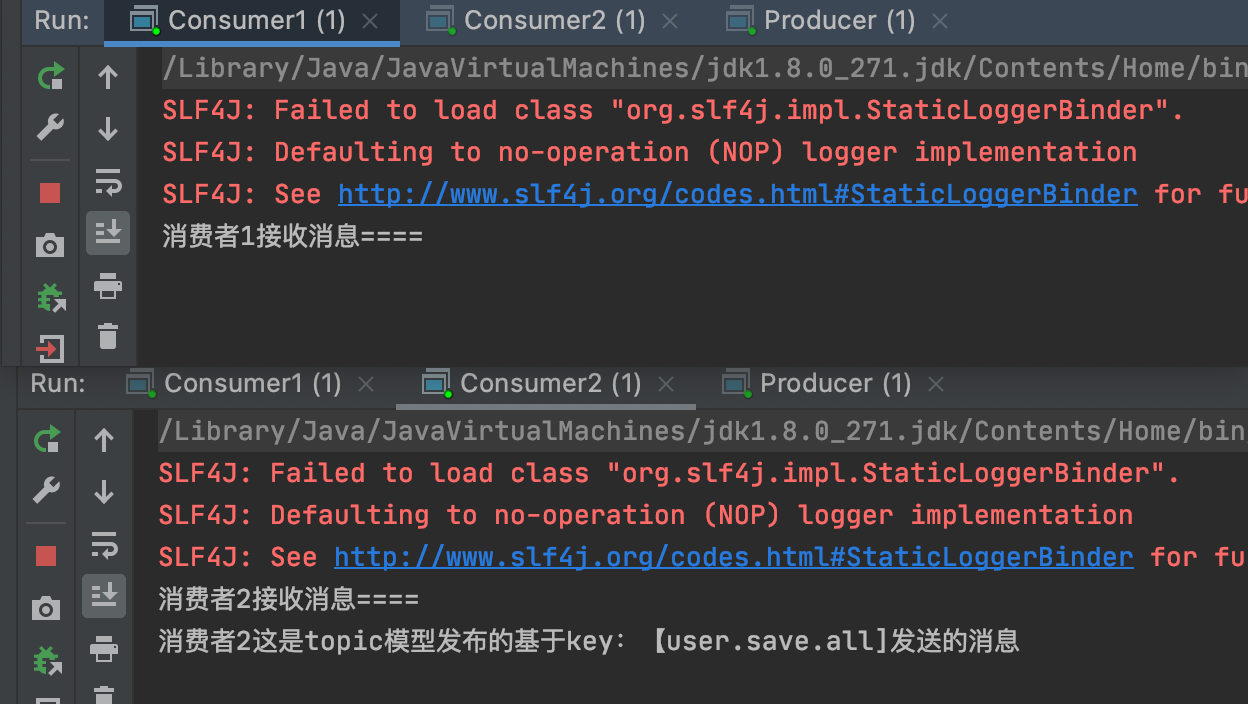 Run: Consumer1 (1) × Consumer2 (1) × Producer (1) ×
/Library/Java/JavaVirtualMachines/jdk1.8.0_271.jdk/Contents/Home/bin
SLF4J: Failed to load class "org.slf4j.impl.StaticLoggerBinder".
SLF4J: Defaulting to no-operation (NOP) logger implementation
SLF4J: See http://www.slf4j.org/codes.html#StaticLoggerBinder for fu
消费者1接收消息====
Run: Consumer1 (1) × Consumer2 (1) × Producer (1) ×
/Library/Java/JavaVirtualMachines/jdk1.8.0_271.jdk/Contents/Home/bin
SLF4J: Failed to load class "org.slf4j.impl.StaticLoggerBinder".
SLF4J: Defaulting to no-operation (NOP) logger implementation
SLF4J: See http://www.slf4j.org/codes.html#StaticLoggerBinder for fu
消费者2接收消息====
消费者2这是topic模型发布的基于key：【user.save.all]发送的消息